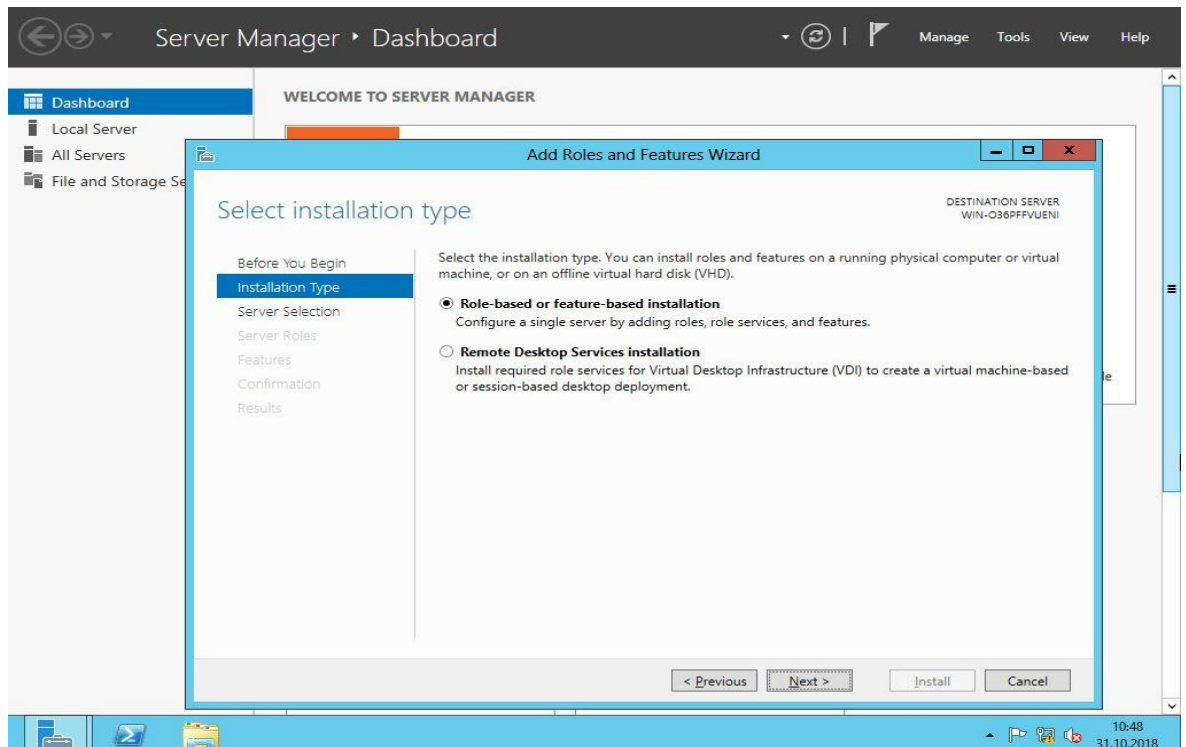 Server Manager ‣ Dashboard
Manage Tools View Help
Dashboard
Local Server
All Servers
File and Storage Se
WELCOME TO SERVER MANAGER
Add Roles and Features Wizard
Select installation type
DESTINATION SERVER
WIN-O36PFFVUENI
Before You Begin
Installation Type
Server Selection
Server Roles
Features
Confirmation
Results
Select the installation type. You can install roles and features on a running physical computer or virtual
machine, or on an offline virtual hard disk (VHD).
Role-based or feature-based installation
Configure a single server by adding roles, role services, and features.
Remote Desktop Services installation
Install required role services for Virtual Desktop Infrastructure (VDI) to create a virtual machine-based
or session-based desktop deployment.
le
< Previous Next > Install Cancel
10:48
31.10.2018